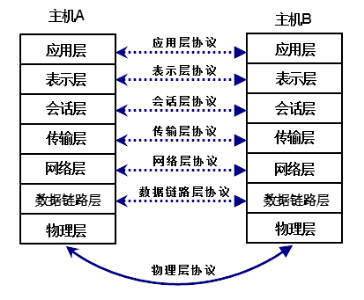 主机A
主机B
应用层
应用层协议
应用层
表示层
表示层协议
表示层
会话层
会话层协议
会话层
传输层
传输层协议
传输层
网络层
网络层协议
网络层
数据链路层
数据链路层协议
数据链路层
物理层
物理层
物理层协议